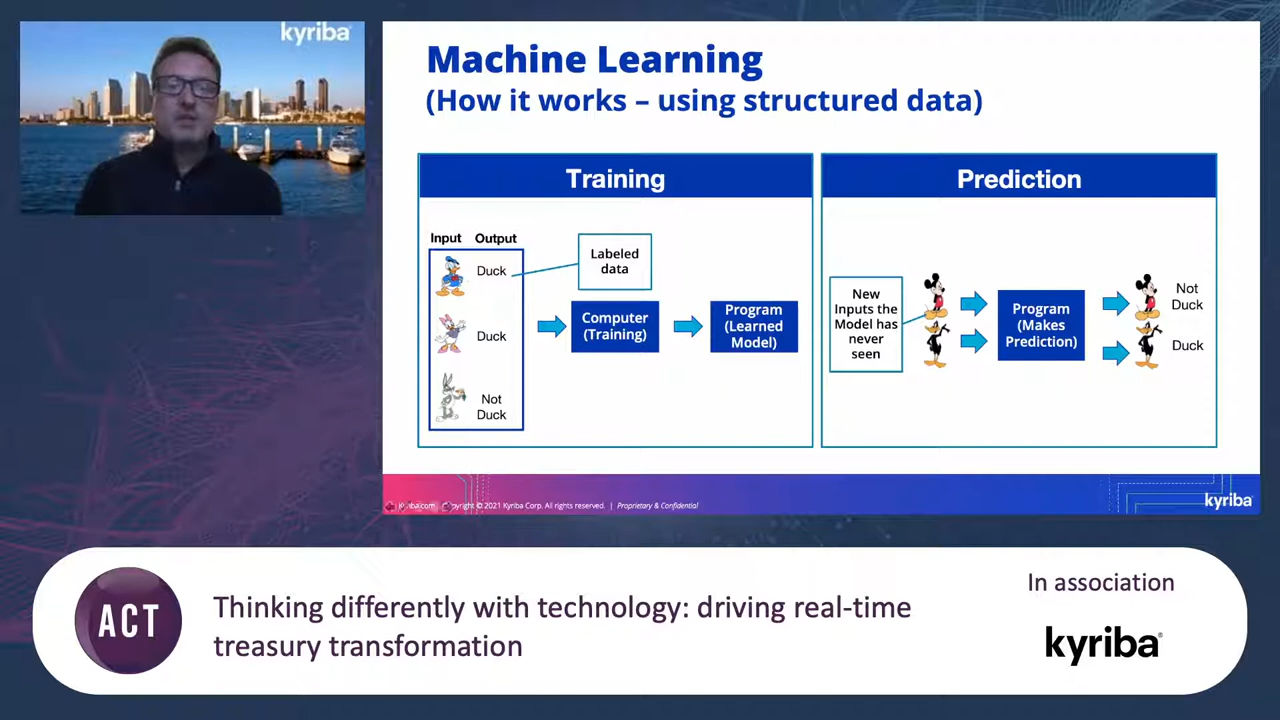 kyriba
Machine Learning
(How it works – using structured data)
Training
Input Output
Duck
Duck
Not
Duck
Labeled
data
Computer
(Training)
Program
(Learned
Model)
Prediction
New
Inputs the
Model has
never
seen
Program
(Makes
Prediction)
Not
Duck
Duck
©2021 Kyriba Corp. All rights reserved. | Proprietary & Confidential
kyriba
ACT
Thinking differently with technology: driving real-time
treasury transformation
In association
kyriba